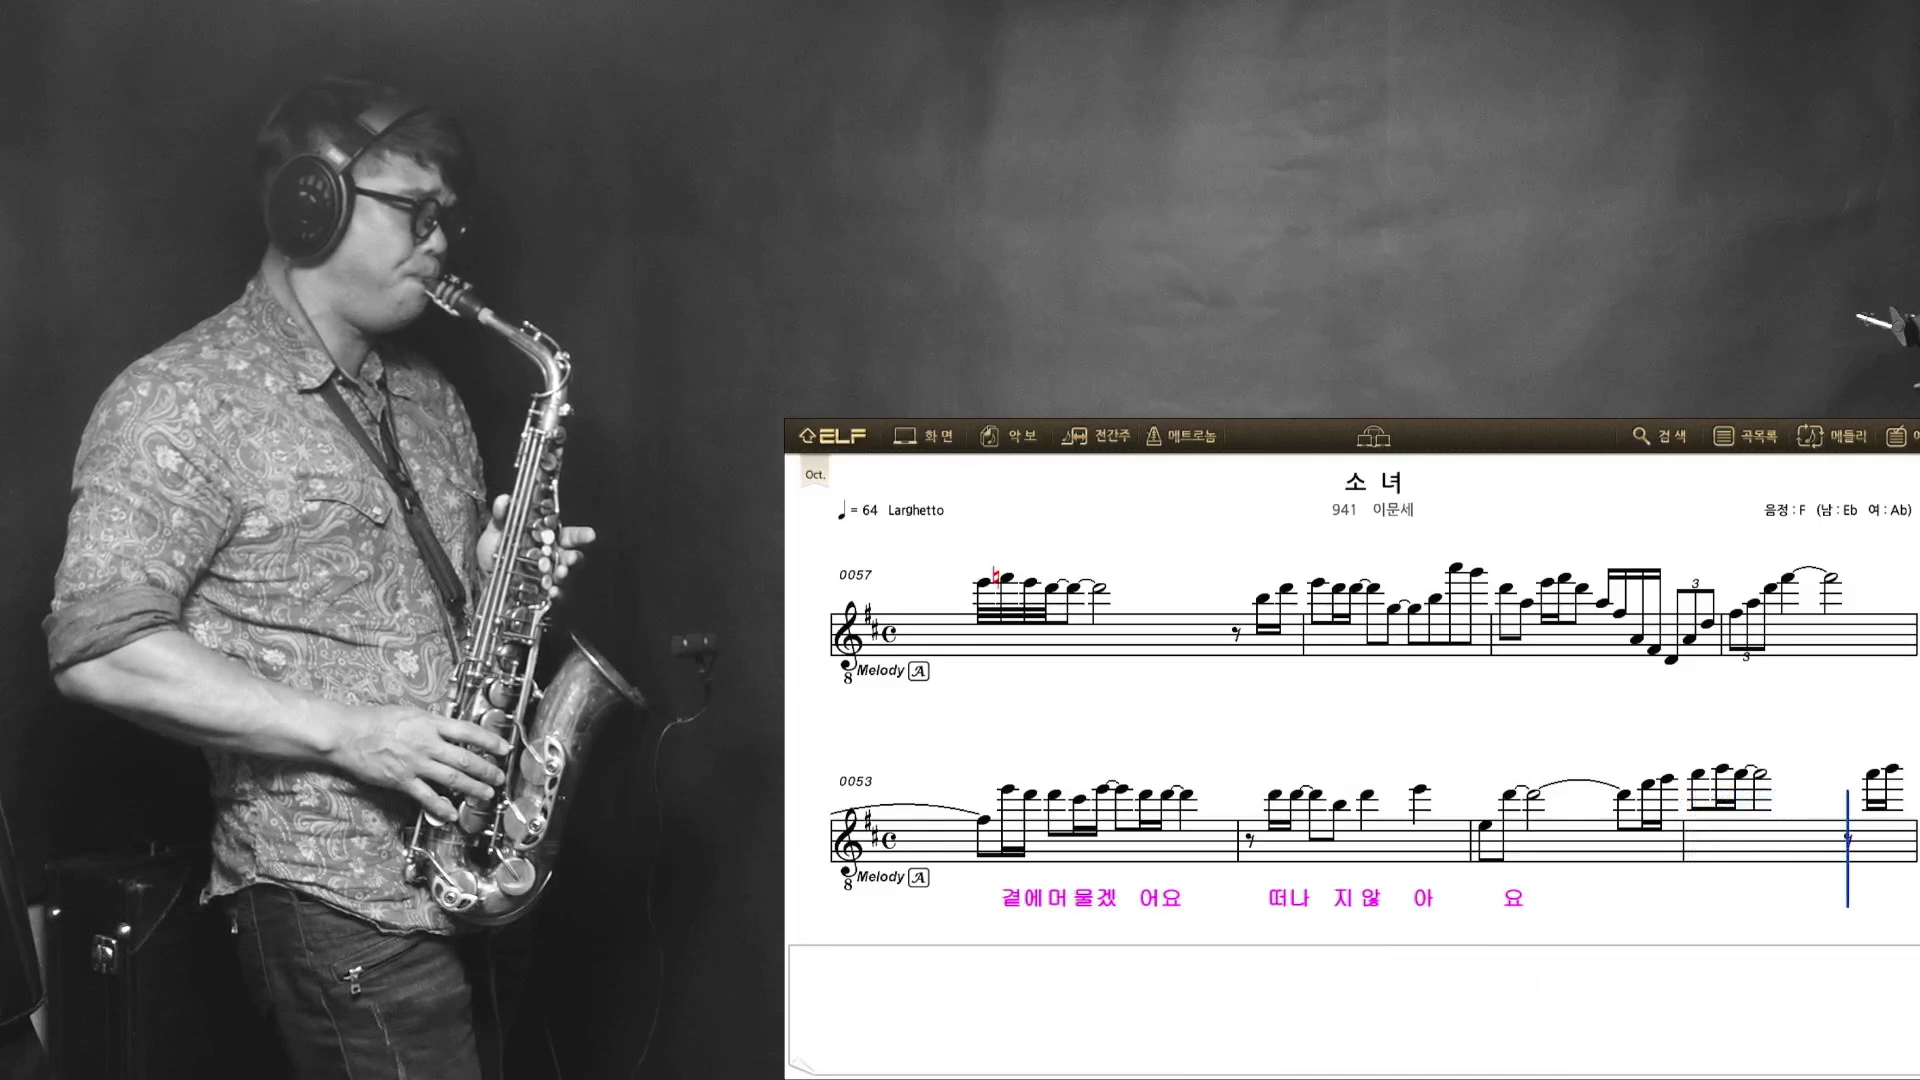 ELF 화면 악보 전간주 메트로놈 검색 곡목록 메들리
Oct.
소녀
= 64 Larghetto
941 이문세
음정 : F (남 : Eb 여 : Ab)
0057
3
3
8 Melody A
0053
8 Melody A
곁에머물겠 어요 떠나 지않 아 요